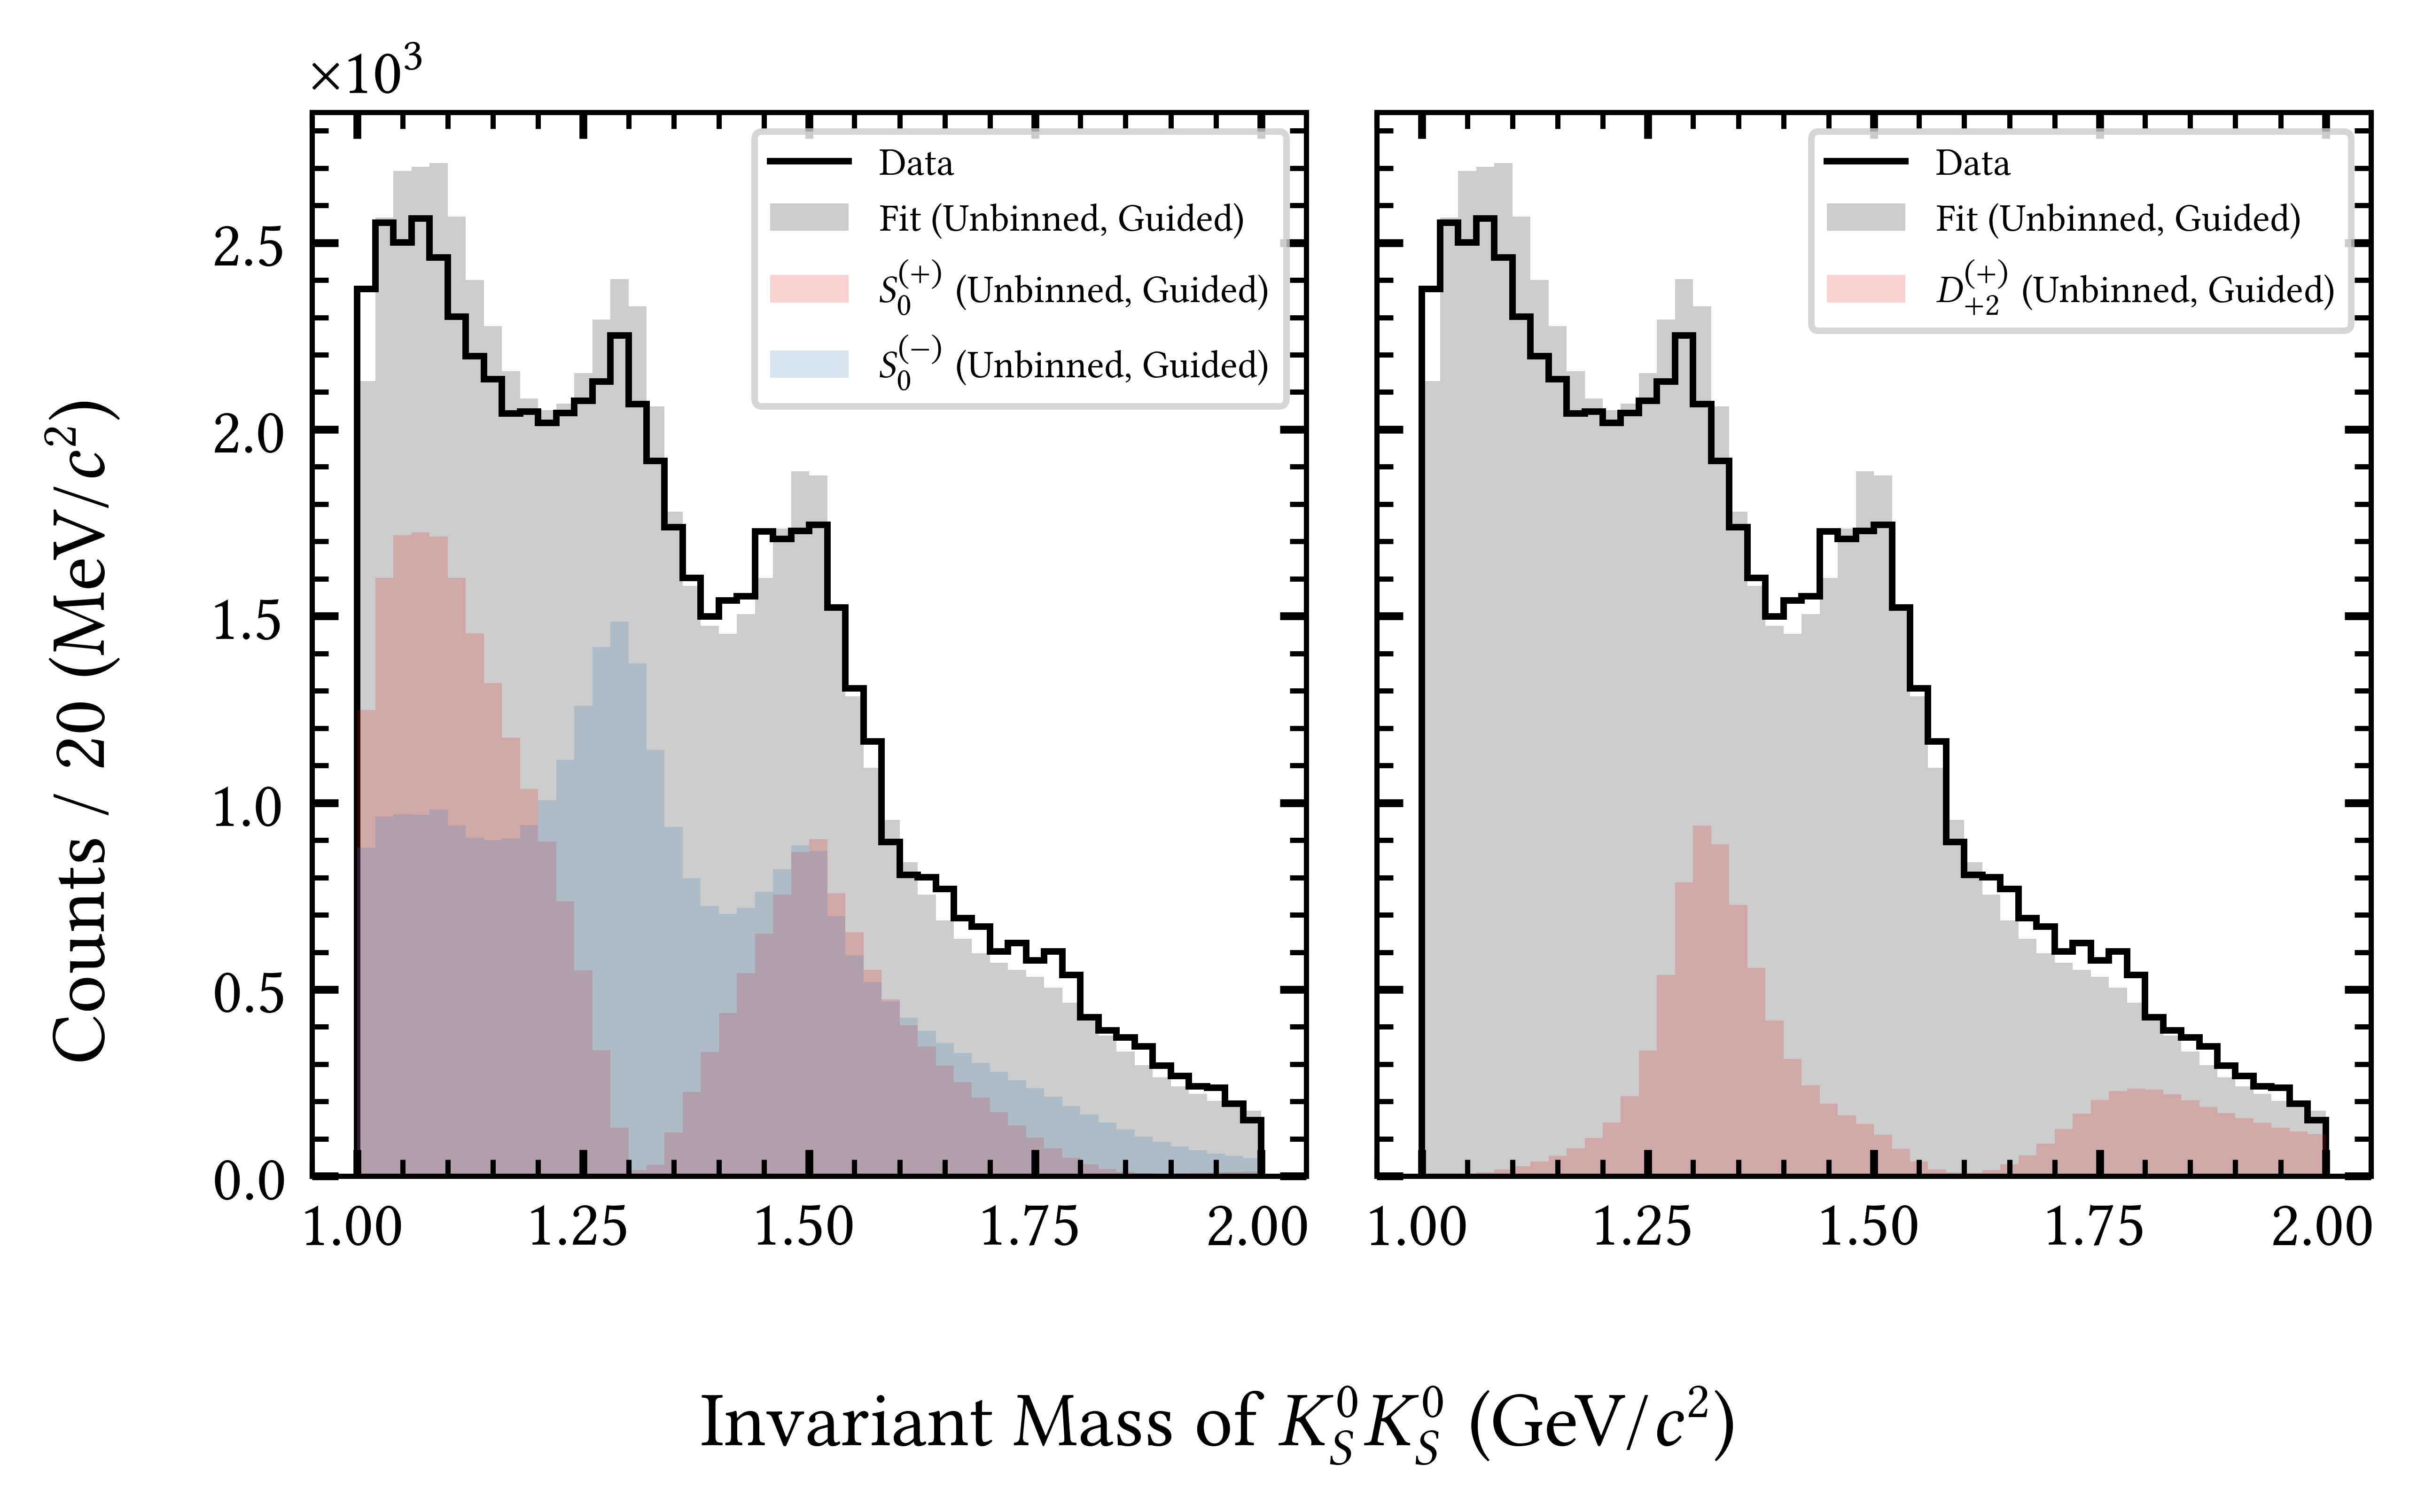 ×10³
Counts / 20 (MeV/c²)
2.5
2.0
1.5
1.0
0.5
0.0
Data
Fit (Unbinned, Guided)
S₀⁽⁺⁾ (Unbinned, Guided)
S₀⁽⁻⁾ (Unbinned, Guided)
1.00 1.25 1.50 1.75 2.00
Data
Fit (Unbinned, Guided)
D₊₂⁽⁺⁾ (Unbinned, Guided)
1.00 1.25 1.50 1.75 2.00
Invariant Mass of K_S⁰K_S⁰ (GeV/c²)